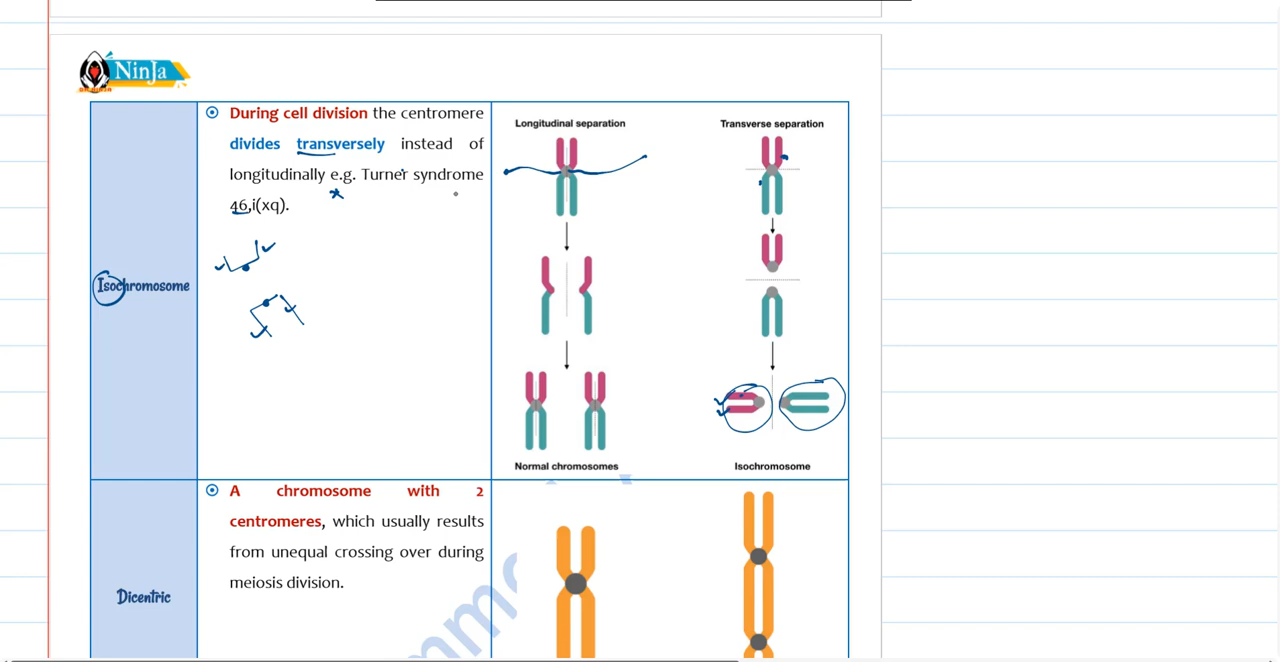 Ninja
DR.NINJA
During cell division the centromere
divides transversely instead of
longitudinally e.g. Turner syndrome
46,i(xq).
Isochromosome
Longitudinal separation
Transverse separation
Normal chromosomes
Isochromosome
A chromosome with 2
centromeres, which usually results
from unequal crossing over during
meiosis division.
Dicentric